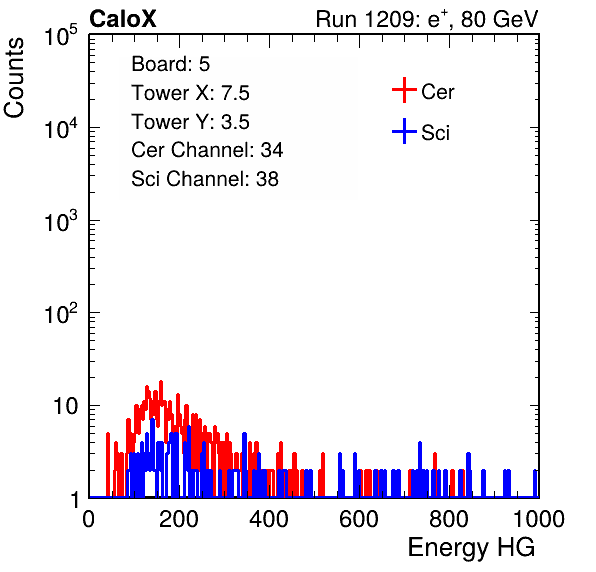 CaloX Run 1209: e⁺, 80 GeV
Counts
Board: 5
Tower X: 7.5
Tower Y: 3.5
Cer Channel: 34
Sci Channel: 38
Cer
Sci
10⁵
10⁴
10³
10²
10
1
0 200 400 600 800 1000
Energy HG